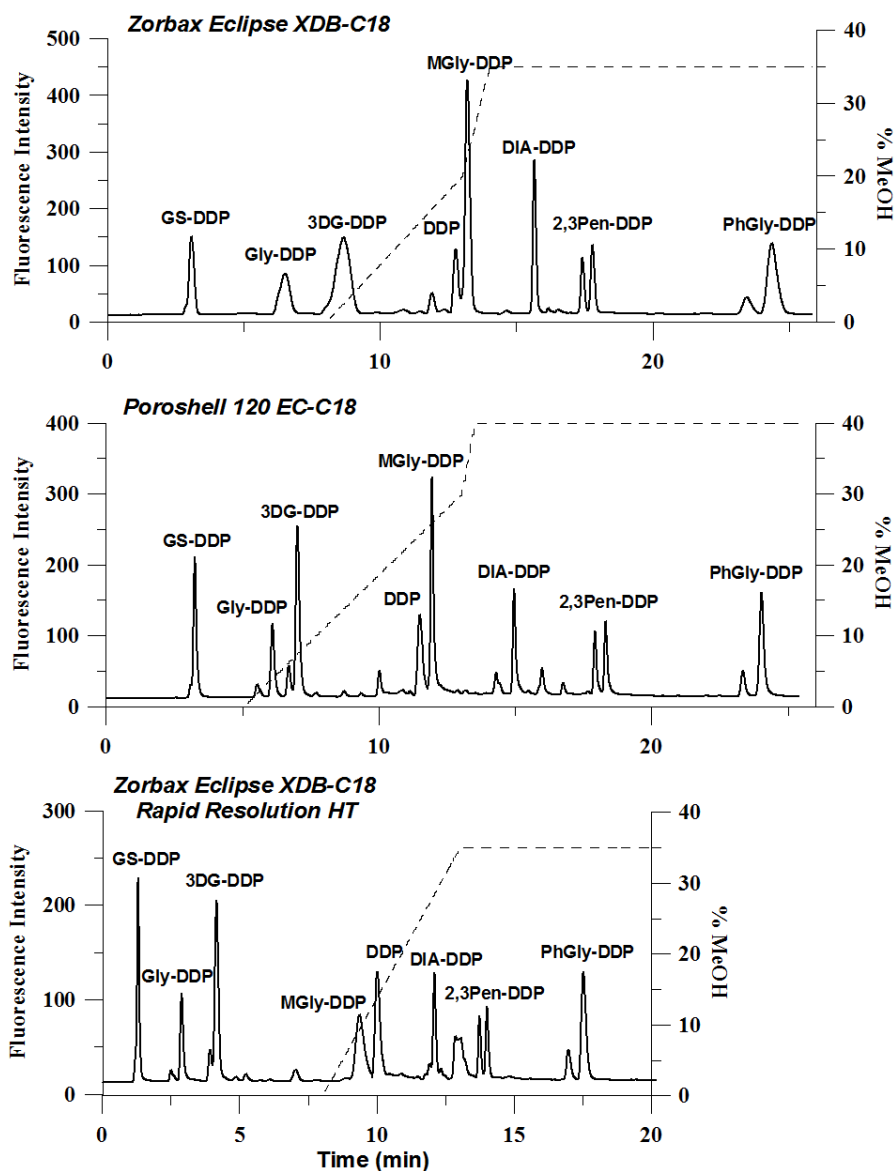 Zorbax Eclipse XDB-C18
500
400
300
200
100
0
Fluorescence Intensity
GS-DDP
Gly-DDP
3DG-DDP
DDP
MGly-DDP
DIA-DDP
2,3Pen-DDP
PhGly-DDP
40
30
20
10
0
% MeOH
0
10
20
Poroshell 120 EC-C18
400
300
200
100
0
Fluorescence Intensity
GS-DDP
Gly-DDP
3DG-DDP
DDP
MGly-DDP
DIA-DDP
2,3Pen-DDP
PhGly-DDP
40
30
20
10
0
% MeOH
0
10
20
Zorbax Eclipse XDB-C18
Rapid Resolution HT
300
200
100
0
Fluorescence Intensity
GS-DDP
Gly-DDP
3DG-DDP
MGly-DDP
DDP
DIA-DDP
2,3Pen-DDP
PhGly-DDP
40
35
30
25
20
15
10
5
0
% MeOH
0
5
10
15
20
Time (min)